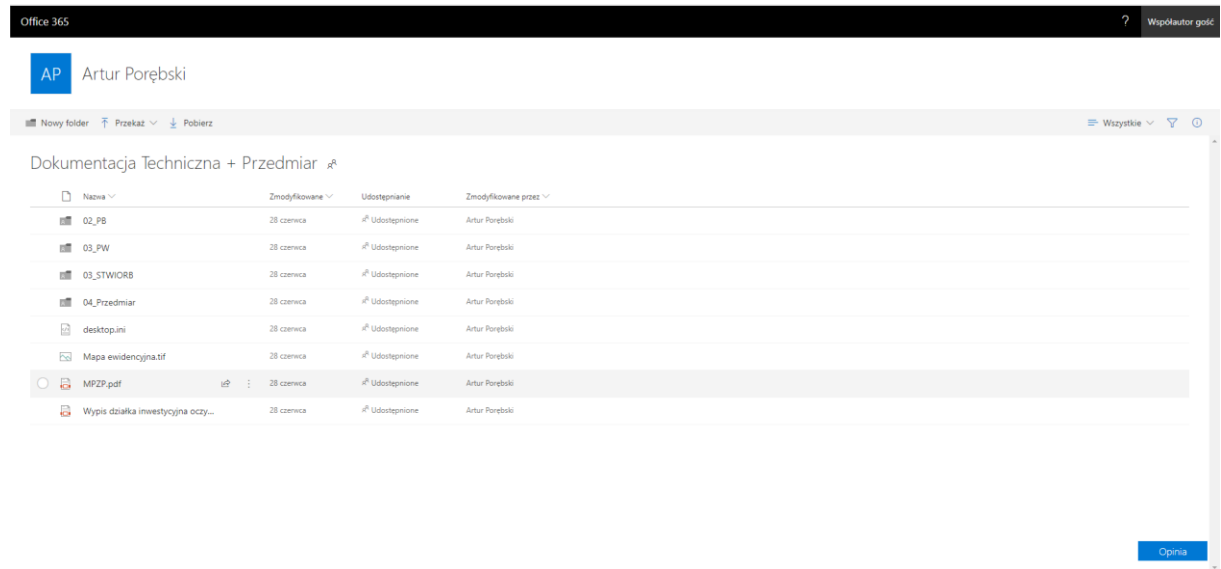 Office 365 ? Współautor gość
AP Artur Porębski
Nowy folder Przekaż Pobierz Wszystkie
Dokumentacja Techniczna + Przedmiar
Nazwa Zmodyfikowane Udostępnianie Zmodyfikowane przez
02_PB 28 czerwca Udostępnione Artur Porębski
03_PW 28 czerwca Udostępnione Artur Porębski
03_STWIORB 28 czerwca Udostępnione Artur Porębski
04_Przedmiar 28 czerwca Udostępnione Artur Porębski
desktop.ini 28 czerwca Udostępnione Artur Porębski
Mapa ewidencyjna.tif 28 czerwca Udostępnione Artur Porębski
MPZP.pdf 28 czerwca Udostępnione Artur Porębski
Wypis działka inwestycyjna oczy... 28 czerwca Udostępnione Artur Porębski
Opinia